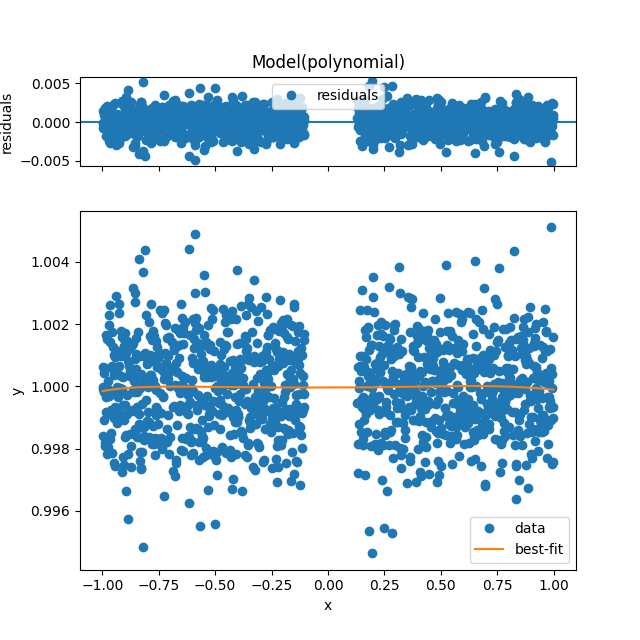 Model(polynomial)
residuals
0.005
0.000
−0.005
residuals
y
1.004
1.002
1.000
0.998
0.996
data
best-fit
−1.00 −0.75 −0.50 −0.25 0.00 0.25 0.50 0.75 1.00
x